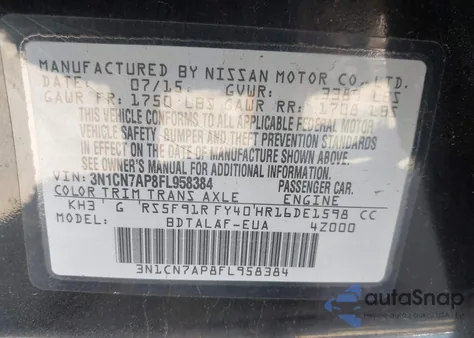 MANUFACTURED BY NISSAN MOTOR CO., LTD.
DATE: 07/15 GVWR: LBS
GAWR FR: 1750 LBS GAWR RR: 1708 LBS
THIS VEHICLE CONFORMS TO ALL APPLICABLE FEDERAL MOTOR
VEHICLE SAFETY, BUMPER AND THEFT PREVENTION STANDARDS
IN EFFECT ON THE DATE OF MANUFACTURE SHOWN ABOVE.
SEE OWNER'S MANUAL FOR ADDITIONAL INFORMATION
VIN: 3N1CN7AP8FL958384 PASSENGER CAR.
COLOR TRIM TRANS AXLE ENGINE
KH3 G RS5F91R FY40 HR16DE1598 CC
MODEL: BDTALAF-EUA 4Z000
3N1CN7AP8FL958384
autoSnap